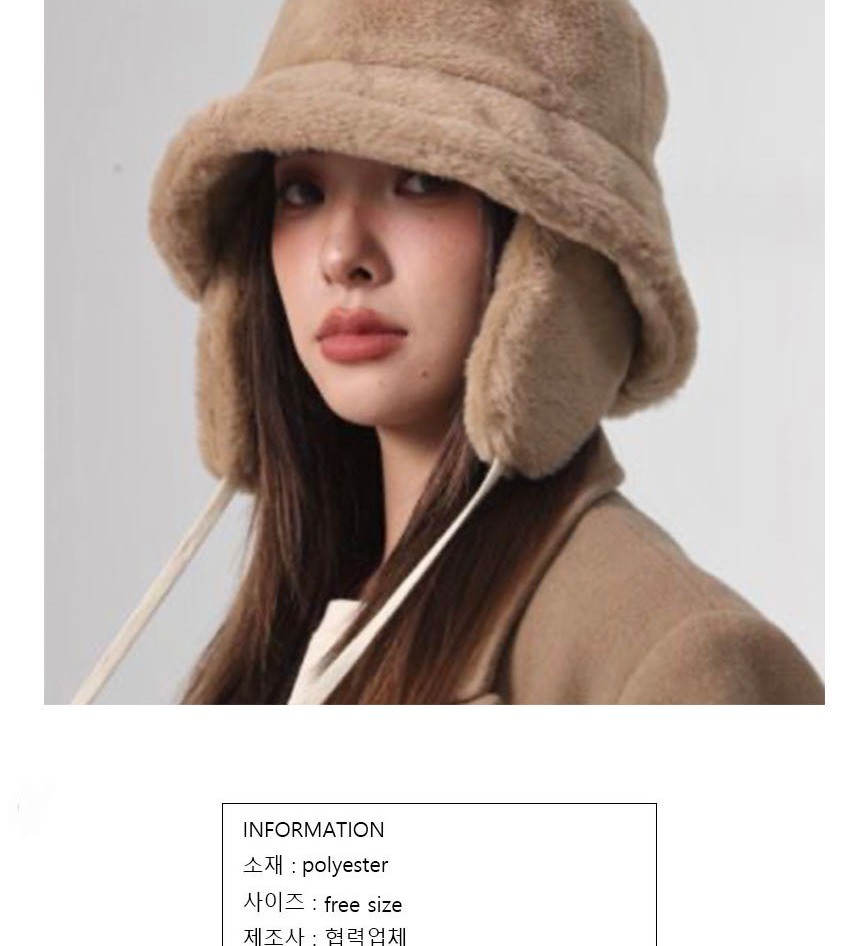 INFORMATION
소재 : polyester
사이즈 : free size
제조사 : 협력업체